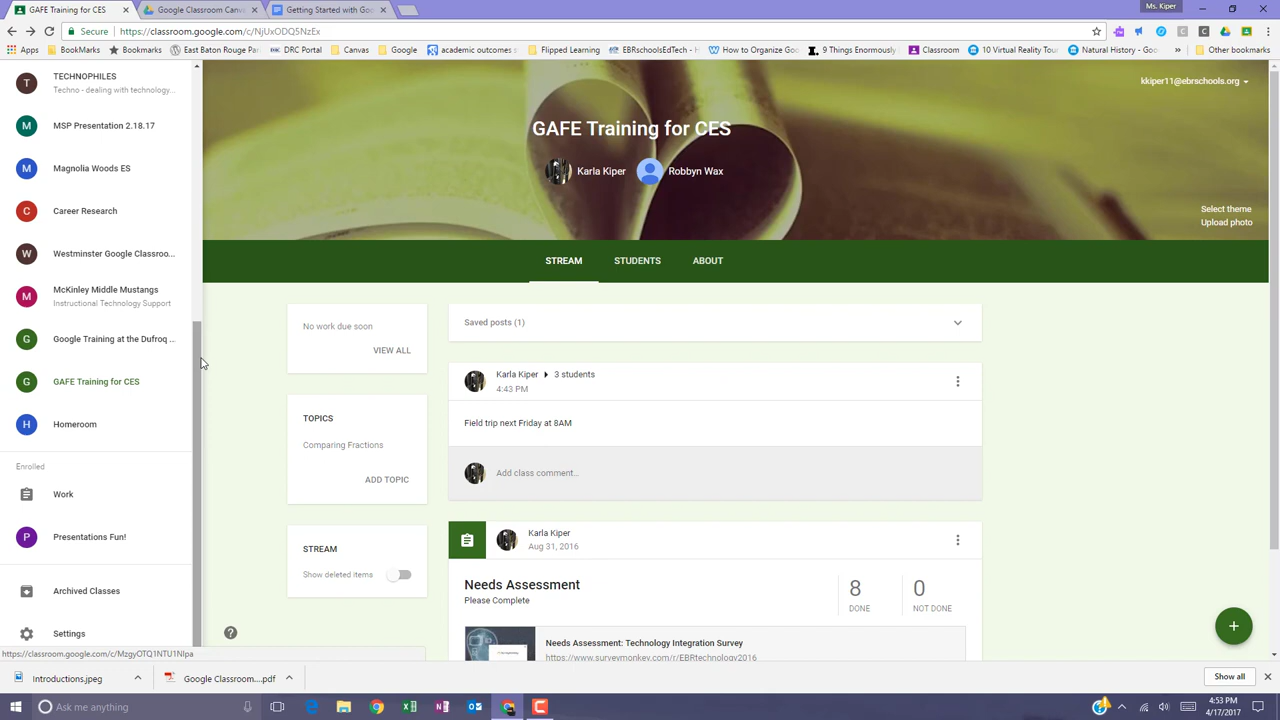 GAFE Training for CES
Google Classroom Canv
Getting Started with Goo
Ms. Kiper
Secure
https://classroom.google.com/c/NjUxODQ5NzEx
BookMarks
Bookmarks
East Baton Rouge Pari
DRC Portal
Canvas
Google
academic outcomes s
Flipped Learning
EBRschoolsEdTech - H
How to Organize Goo
9 Things Enormously
Classroom
10 Virtual Reality Tour
Natural History - Goo
»
Other bookmarks
TECHNOPHILES
Techno - dealing with technology...
T
M MSP Presentation 2.18.17
M Magnolia Woods ES
C Career Research
W Westminster Google Classroo...
McKinley Middle Mustangs
M
Instructional Technology Support
G Google Training at the Dufroq ...
G GAFE Training for CES
H Homeroom
Enrolled
Work
P Presentations Fun!
Archived Classes
Settings
https://classroom.google.com/c/MzgyOTQ1NTU1NIpa
kkiper11@ebrschools.org
GAFE Training for CES
Karla Kiper
Robbyn Wax
Select theme
Upload photo
STREAM STUDENTS ABOUT
No work due soon
VIEW ALL
TOPICS
Comparing Fractions
ADD TOPIC
STREAM
Show deleted items
Saved posts (1)
Karla Kiper 3 students
4:43 PM
Field trip next Friday at 8AM
Add class comment...
Karla Kiper
Aug 31, 2016
Needs Assessment
Please Complete
8
DONE
0
NOT DONE
Needs Assessment: Technology Integration Survey
https://www.surveymonkey.com/r/EBRtechnology2016
Introductions.jpeg
Google Classroom....pdf
Show all
Ask me anything
4:53 PM
4/17/2017